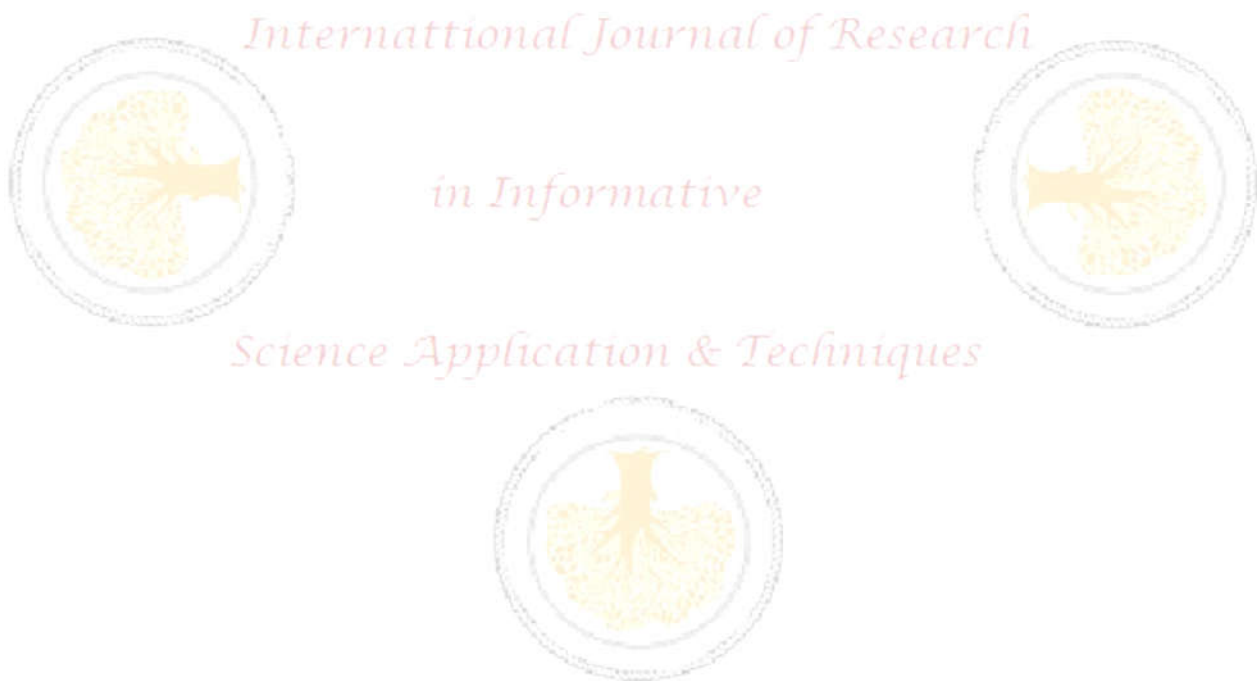 Internattional Journal of Research
in Informative
Science Application & Techniques